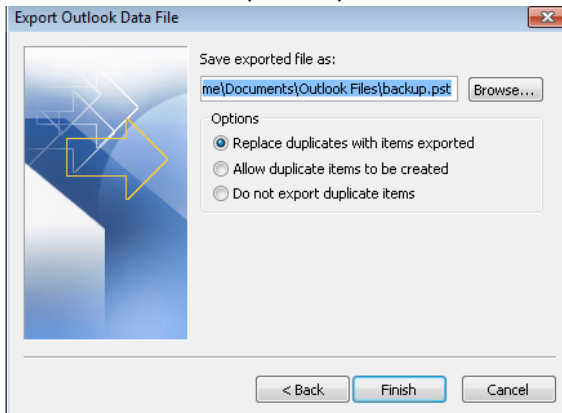 Export Outlook Data File
Save exported file as:
me\Documents\Outlook Files\backup.pst
Browse...
Options
Replace duplicates with items exported
Allow duplicate items to be created
Do not export duplicate items
< Back
Finish
Cancel